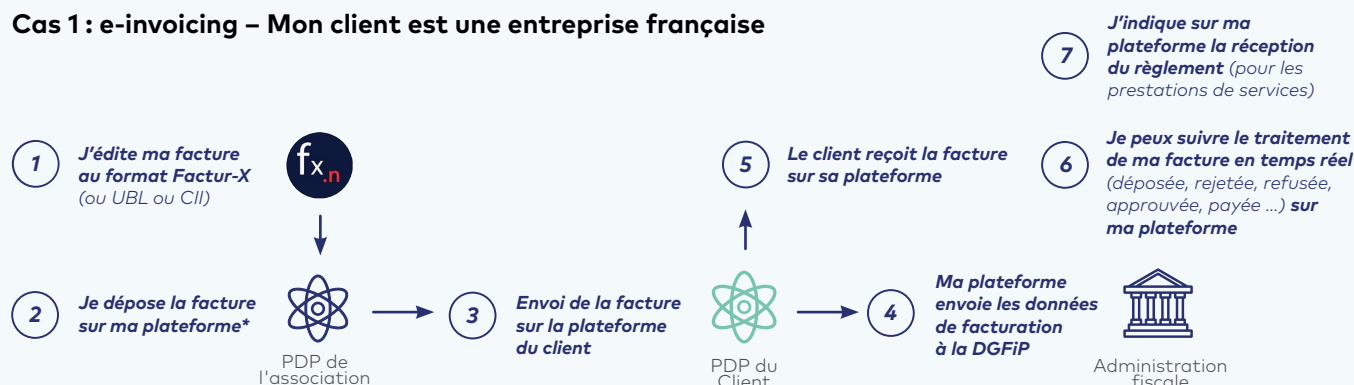 Cas 1 : e-invoicing – Mon client est une entreprise française
1
J'édite ma facture
au format Factur-X
(ou UBL ou CII)
fx.n
2
Je dépose la facture
sur ma plateforme*
PDP de
l'association
3
Envoi de la facture
sur la plateforme
du client
PDP du
Client
4
Ma plateforme
envoie les données
de facturation
à la DGFiP
Administration
fiscale
5
Le client reçoit la facture
sur sa plateforme
6
Je peux suivre le traitement
de ma facture en temps réel
(déposée, rejetée, refusée,
approuvée, payée ...) sur
ma plateforme
7
J'indique sur ma
plateforme la réception
du règlement (pour les
prestations de services)